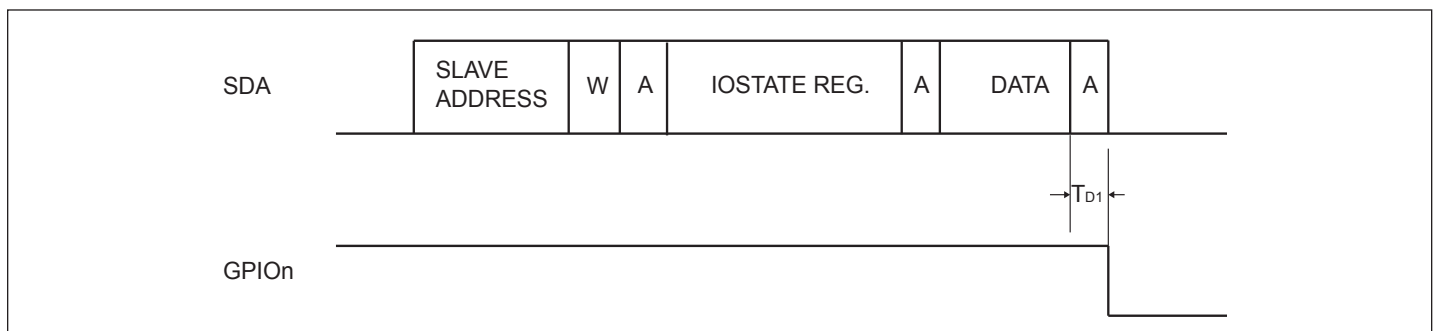 SDA
SLAVE
ADDRESS
W
A
IOSTATE REG.
A
DATA
A
TD1
GPIOn